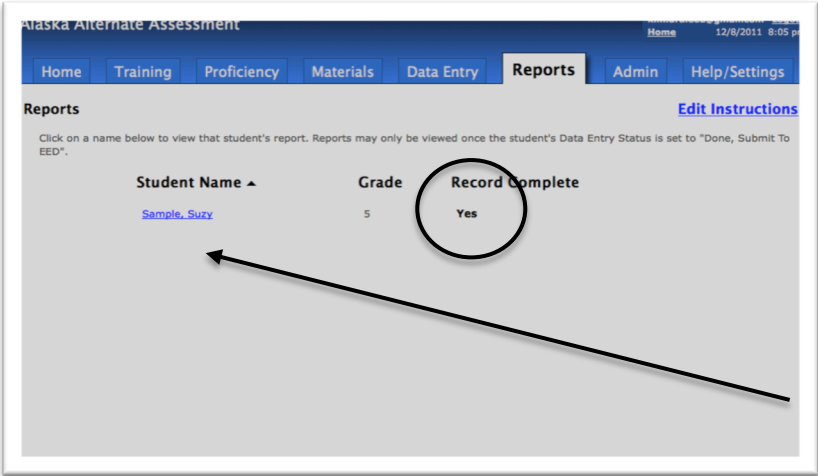 Alaska Alternate Assessment
Home 12/8/2011 8:05 pm
Home Training Proficiency Materials Data Entry Reports Admin Help/Settings
Reports Edit Instructions
Click on a name below to view that student's report. Reports may only be viewed once the student's Data Entry Status is set to "Done, Submit To
EED".
Student Name ▲ Grade Record Complete
Sample, Suzy 5 Yes